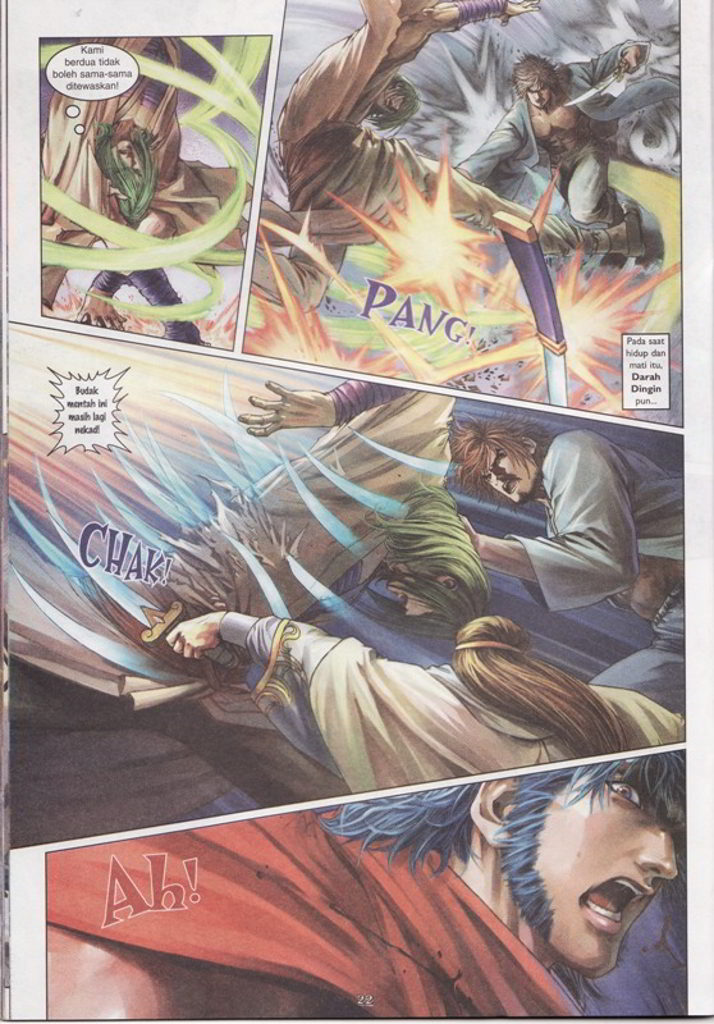 Kami
berdua tidak
boleh sama-sama
ditewaskan!
PANG!
Pada saat
hidup dan
mati itu,
Darah
Dingin
pun...
Budak
mentah ini
masih lagi
nekad!
CHAK!
Ah!
22